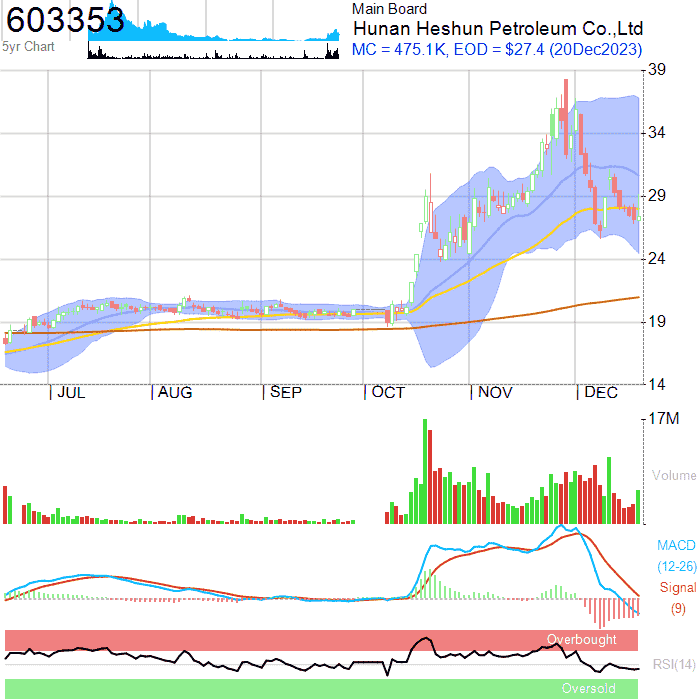 603353
5yr Chart
Main Board
Hunan Heshun Petroleum Co.,Ltd
MC = 475.1K, EOD = $27.4 (20Dec2023)
39
34
29
24
19
14
JUL AUG SEP OCT NOV DEC
17M
Volume
MACD
(12-26)
Signal
(9)
Overbought
RSI(14)
Oversold